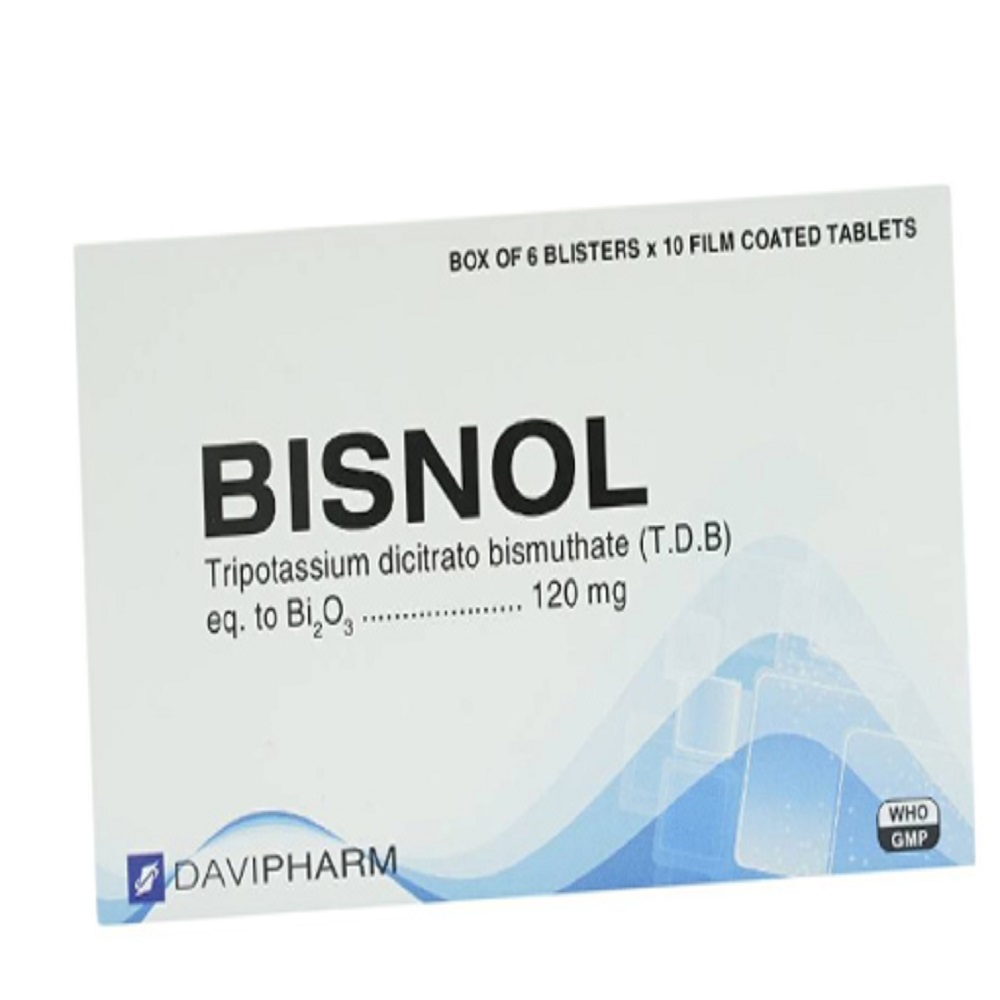 BOX OF 6 BLISTERS x 10 FILM COATED TABLETS
BISNOL
Tripotassium dicitrato bismuthate (T.D.B)
eq. to Bi₂O₃ .................... 120 mg
WHO
GMP
DAVIPHARM